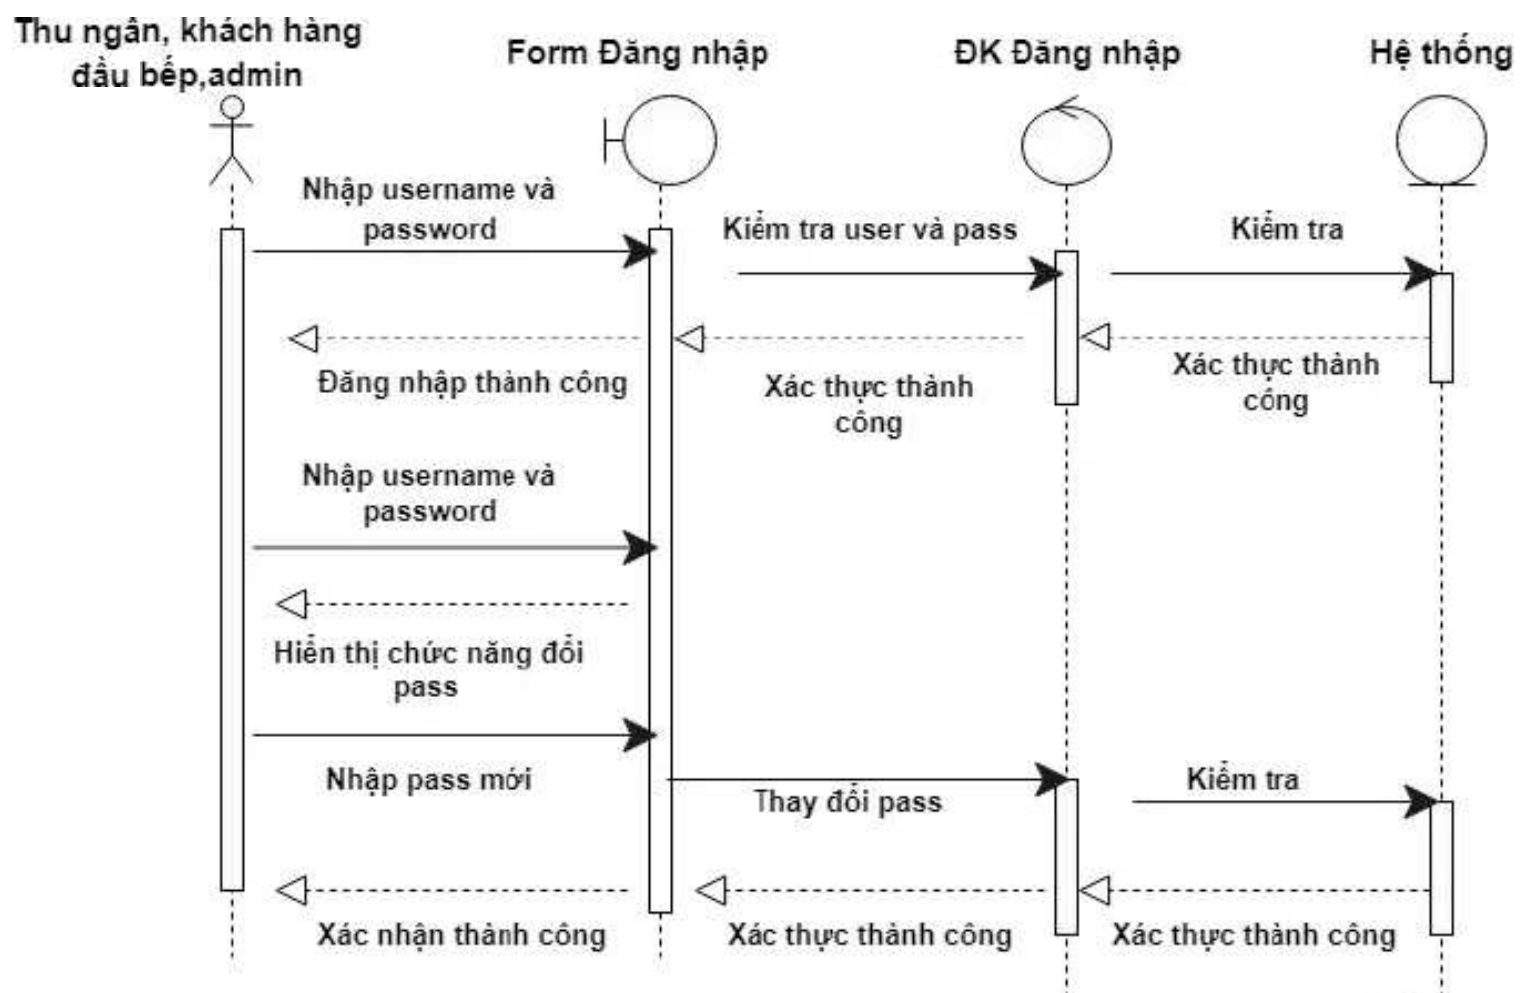 Thu ngân, khách hàng
đầu bếp,admin
Form Đăng nhập
ĐK Đăng nhập
Hệ thống
Nhập username và
password
Kiểm tra user và pass
Kiểm tra
Đăng nhập thành công
Xác thực thành
công
Xác thực thành
công
Nhập username và
password
Hiển thị chức năng đổi
pass
Nhập pass mới
Thay đổi pass
Kiểm tra
Xác nhận thành công
Xác thực thành công
Xác thực thành công